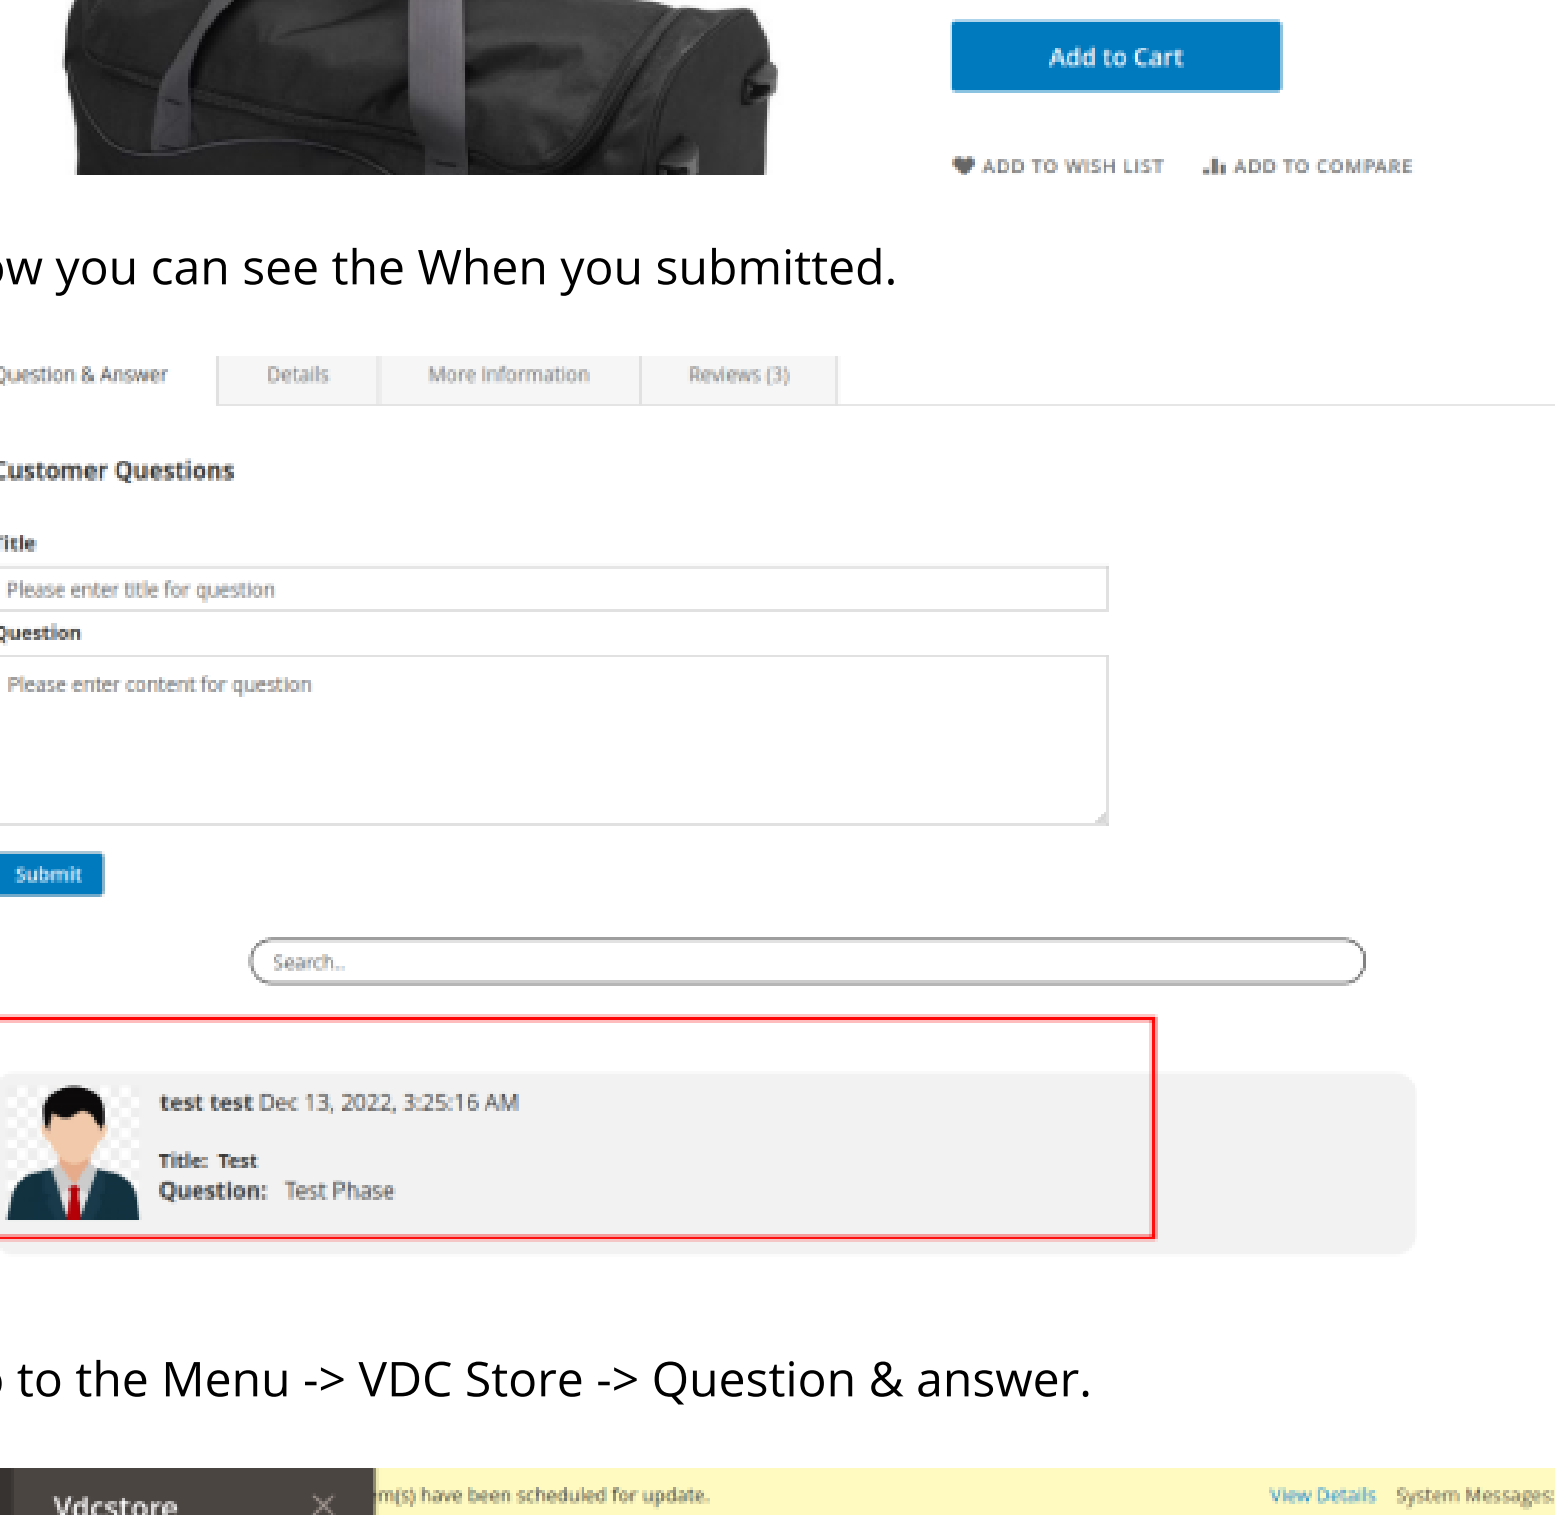 Add to Cart
ADD TO WISH LIST ADD TO COMPARE
ow you can see the When you submitted.
Question & Answer Details More Information Reviews (3)
Customer Questions
Title
Please enter title for question
Question
Please enter content for question
Submit
Search..
test test Dec 13, 2022, 3:25:16 AM
Title: Test
Question: Test Phase
o to the Menu -> VDC Store -> Question & answer.
Vdcstore m(s) have been scheduled for update. View Details System Messages: